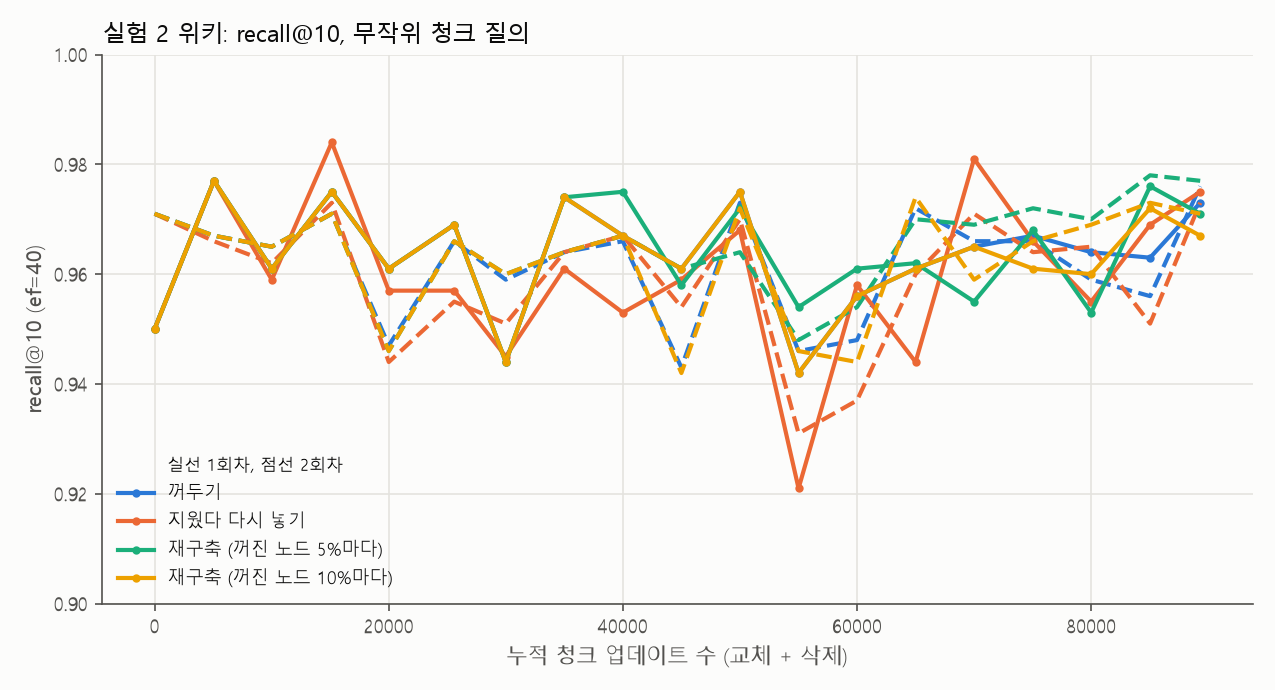 실험 2 위키: recall@10, 무작위 청크 질의
1.00
0.98
0.96
0.94
0.92
0.90
recall@10 (ef=40)
실선 1회차, 점선 2회차
꺼두기
지웠다 다시 넣기
재구축 (꺼진 노드 5%마다)
재구축 (꺼진 노드 10%마다)
0 20000 40000 60000 80000
누적 청크 업데이트 수 (교체 + 삭제)